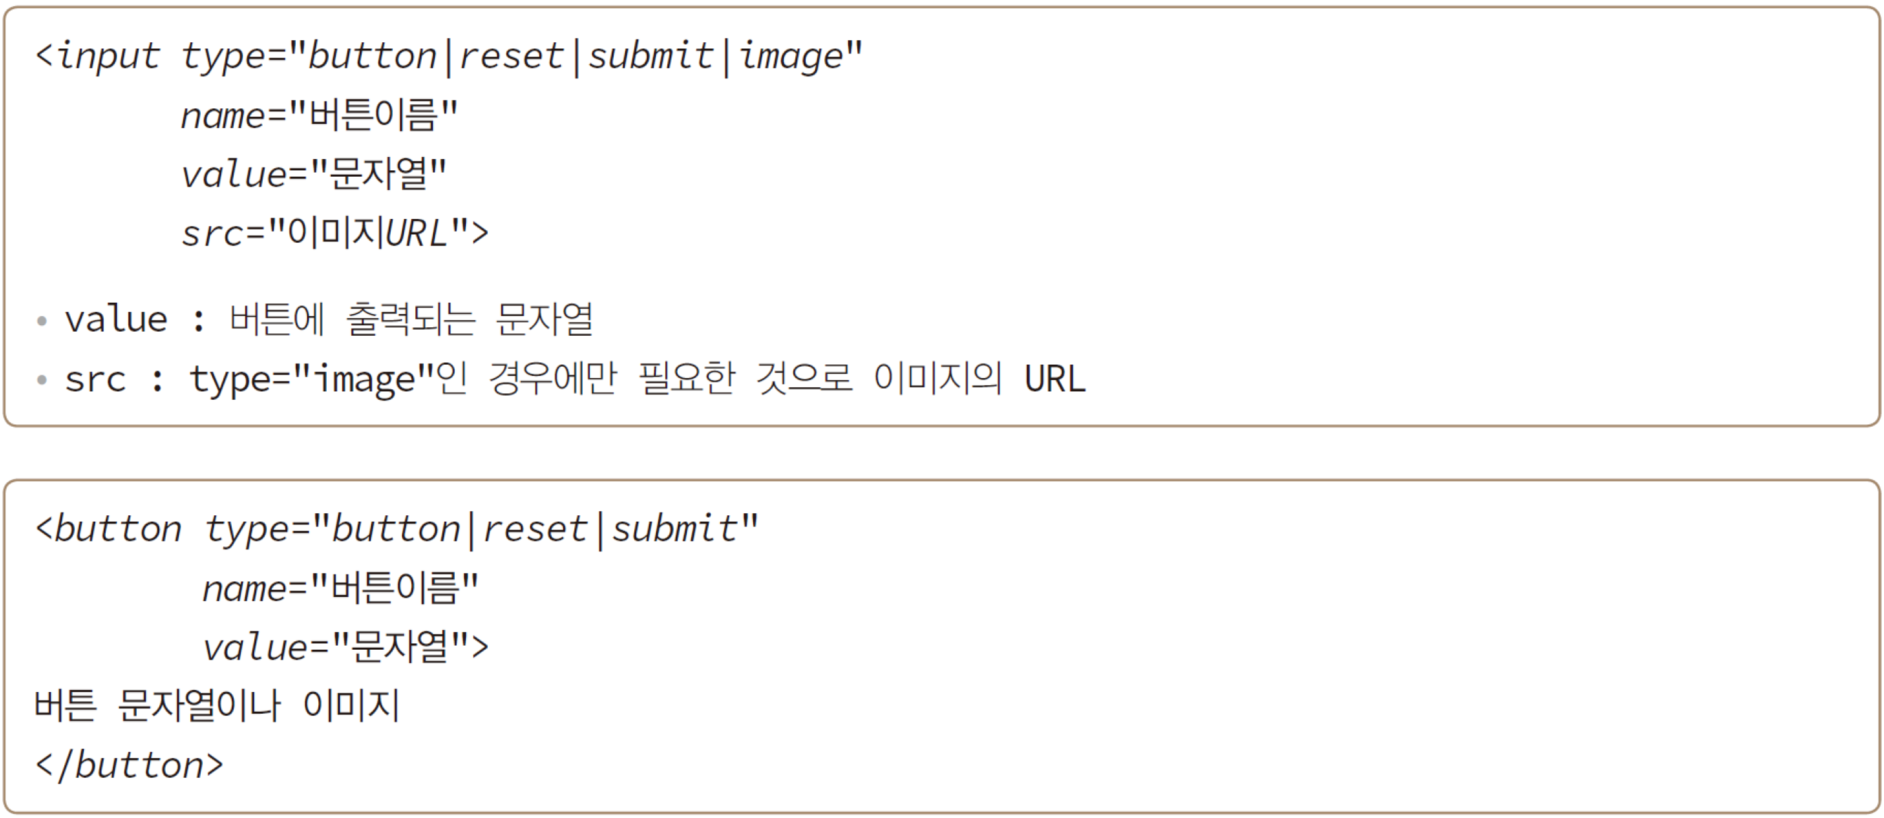 <input type="button|reset|submit|image"
name="버튼이름"
value="문자열"
src="이미지URL">
• value : 버튼에 출력되는 문자열
• src : type="image"인 경우에만 필요한 것으로 이미지의 URL
<button type="button|reset|submit"
name="버튼이름"
value="문자열">
버튼 문자열이나 이미지
</button>